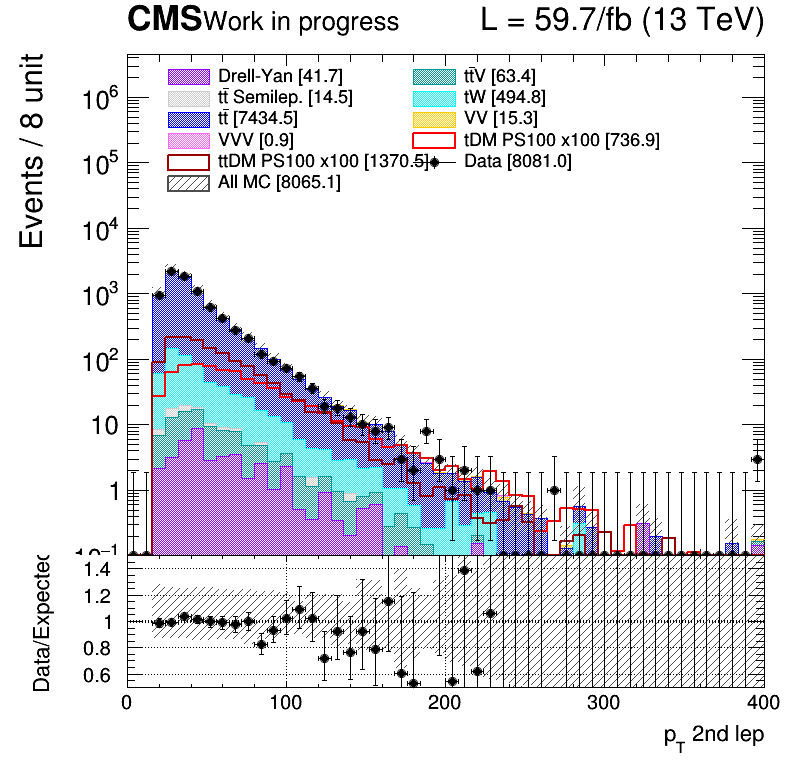 CMS Work in progress L = 59.7/fb (13 TeV)
Events / 8 unit
Drell-Yan [41.7] tt̄V [63.4]
tt̄ Semilep. [14.5] tW [494.8]
tt̄ [7434.5] VV [15.3]
VVV [0.9] tDM PS100 x100 [736.9]
ttDM PS100 x100 [1370.5] Data [8081.0]
All MC [8065.1]
10⁶
10⁵
10⁴
10³
10²
10
1
10⁻¹
Data/Expected
1.4
1.2
1
0.8
0.6
0 100 200 300 400
p_T 2nd lep